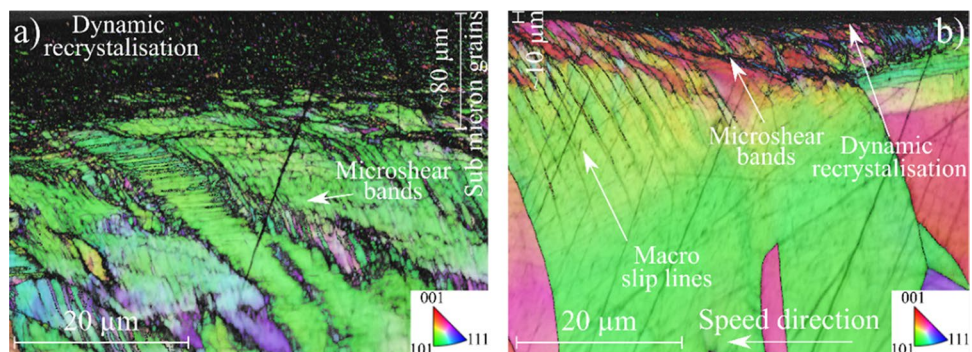 a)
Dynamic
recrystalisation
~80 µm
Sub micron grains
Microshear
bands
20 µm
001
101
111
b)
~10 µm
Microshear
bands
Dynamic
recrystalisation
Macro
slip lines
20 µm
Speed direction
001
101
111